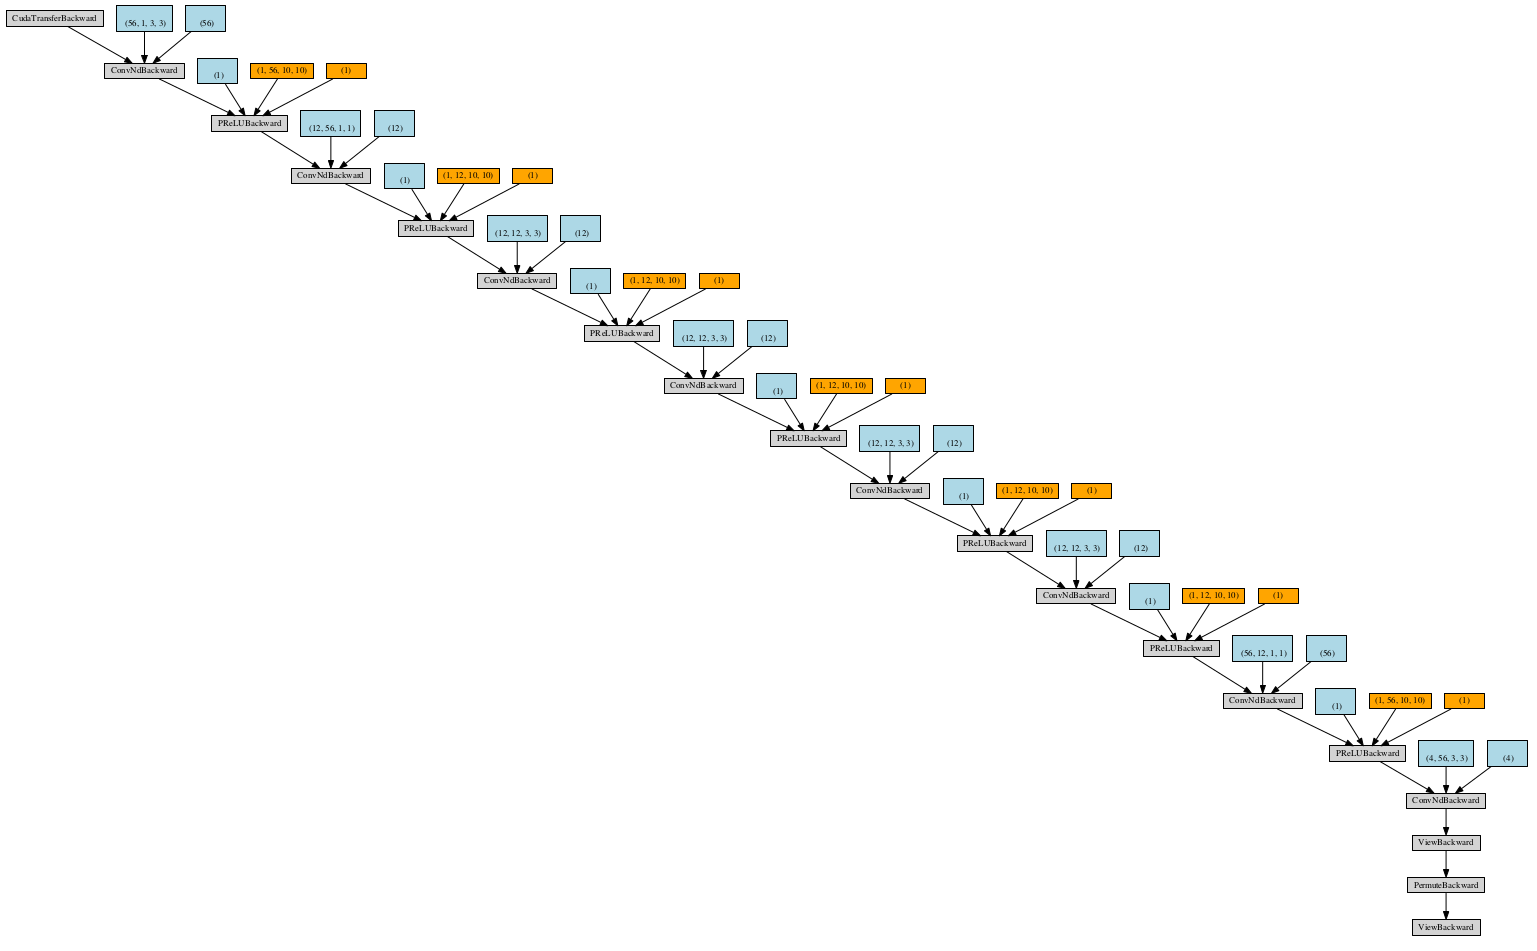 CudaTransferBackward
(56, 1, 3, 3)
(56)
ConvNdBackward
(1)
(1, 56, 10, 10)
(1)
PReLUBackward
(12, 56, 1, 1)
(12)
ConvNdBackward
(1)
(1, 12, 10, 10)
(1)
PReLUBackward
(12, 12, 3, 3)
(12)
ConvNdBackward
(1)
(1, 12, 10, 10)
(1)
PReLUBackward
(12, 12, 3, 3)
(12)
ConvNdBackward
(1)
(1, 12, 10, 10)
(1)
PReLUBackward
(12, 12, 3, 3)
(12)
ConvNdBackward
(1)
(1, 12, 10, 10)
(1)
PReLUBackward
(12, 12, 3, 3)
(12)
ConvNdBackward
(1)
(1, 12, 10, 10)
(1)
PReLUBackward
(56, 12, 1, 1)
(56)
ConvNdBackward
(1)
(1, 56, 10, 10)
(1)
PReLUBackward
(4, 56, 3, 3)
(4)
ConvNdBackward
ViewBackward
PermuteBackward
ViewBackward